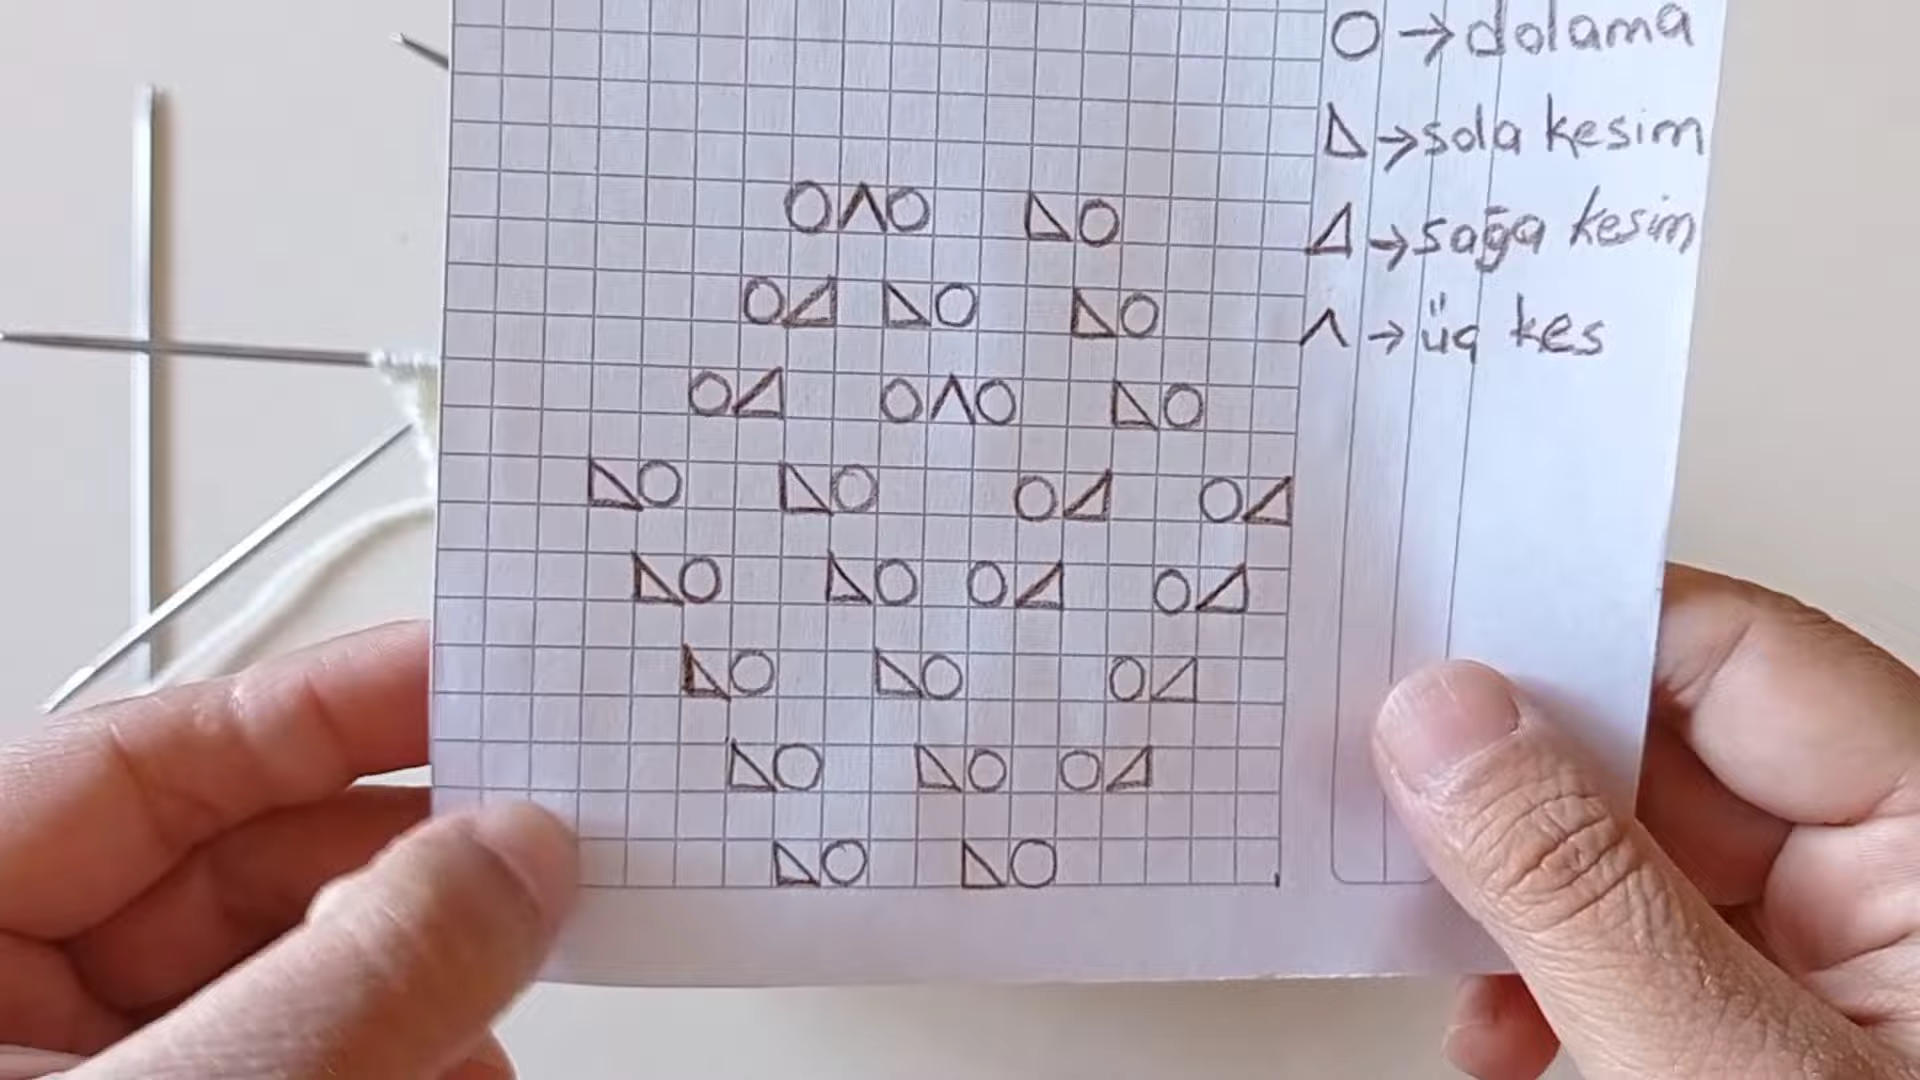 O → dolama
◺ → sola kesim
◿ → sağa kesim
Λ → üç kes